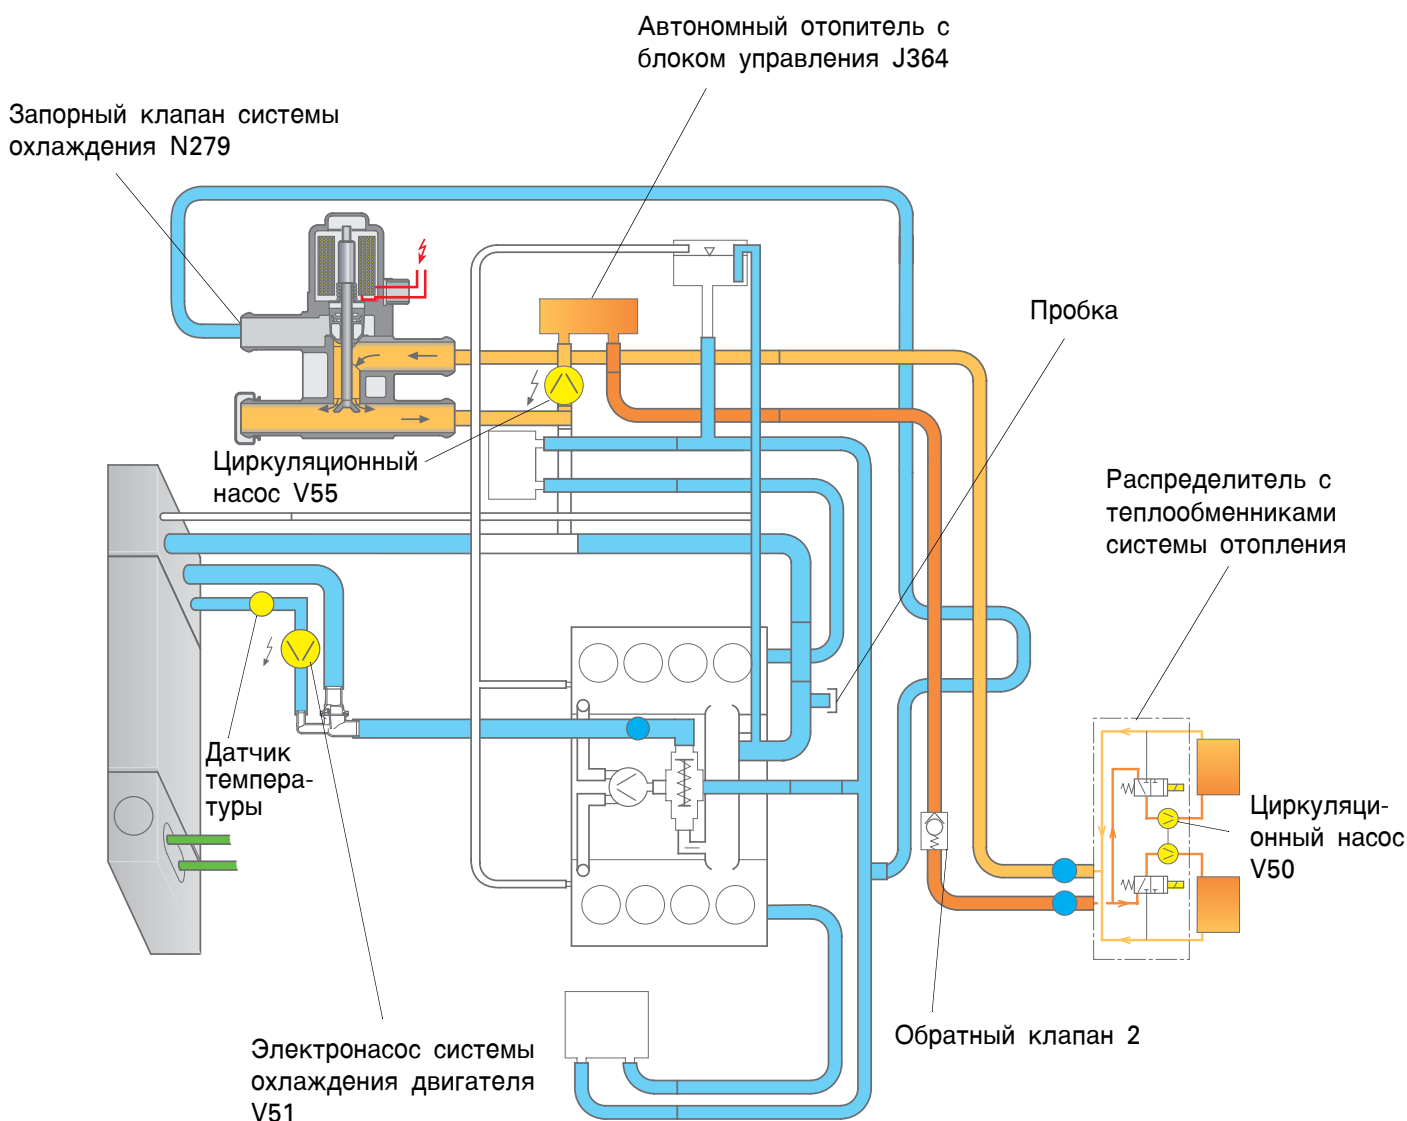 Автономный отопитель с
блоком управления J364
Запорный клапан системы
охлаждения N279
Пробка
Циркуляционный
насос V55
Распределитель с
теплообменниками
системы отопления
Датчик
темпера-
туры
Циркуляци-
онный насос
V50
Обратный клапан 2
Электронасос системы
охлаждения двигателя
V51